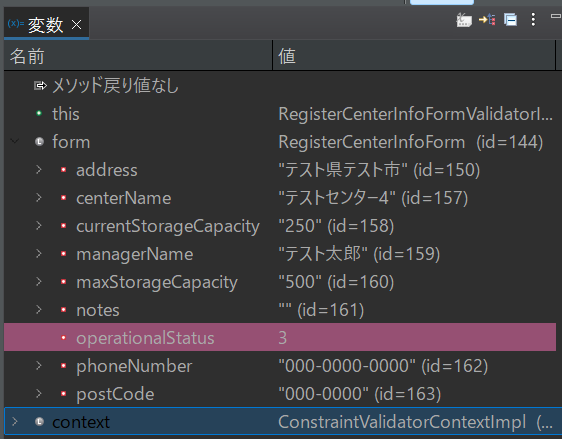 (x)= 変数
名前 値
メソッド戻り値なし
this RegisterCenterInfoFormValidatorI...
form RegisterCenterInfoForm (id=144)
address "テスト県テスト市" (id=150)
centerName "テストセンター4" (id=157)
currentStorageCapacity "250" (id=158)
managerName "テスト太郎" (id=159)
maxStorageCapacity "500" (id=160)
notes "" (id=161)
operationalStatus 3
phoneNumber "000-0000-0000" (id=162)
postCode "000-0000" (id=163)
context ConstraintValidatorContextImpl (...